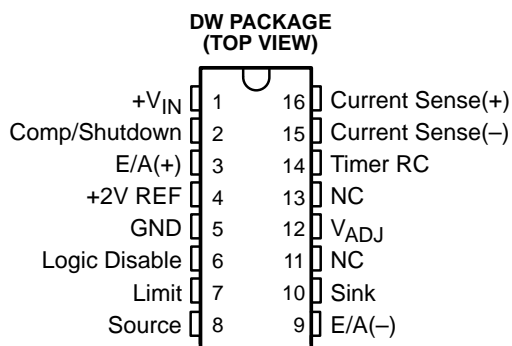 DW PACKAGE
(TOP VIEW)
+VIN 1 16 Current Sense(+)
Comp/Shutdown 2 15 Current Sense(–)
E/A(+) 3 14 Timer RC
+2V REF 4 13 NC
GND 5 12 VADJ
Logic Disable 6 11 NC
Limit 7 10 Sink
Source 8 9 E/A(–)